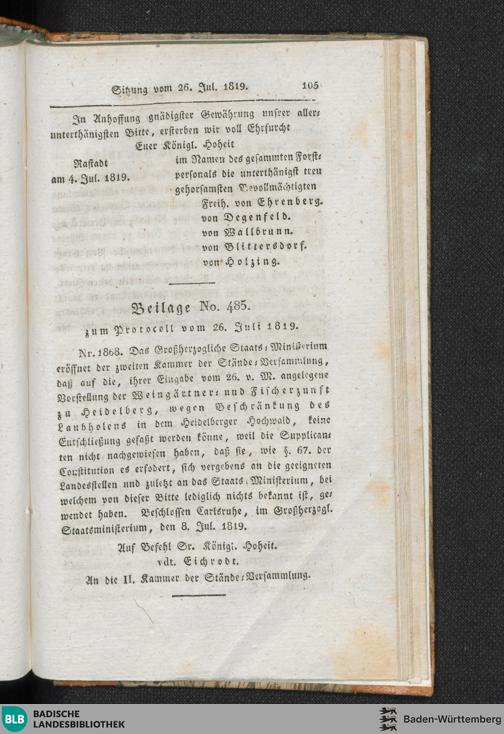 Sitzung vom 26. Jul. 1819. 105
In Anhoffung gnädigster Gewährung unsrer aller-
unterthänigsten Bitte, ersterben wir voll Ehrfurcht
Euer Königl. Hoheit
Rastadt
am 4. Jul. 1819.
im Namen des gesammten Forst-
personals die unterthänigst treu
gehorsamsten Bevollmächtigten
Freih. von Ehrenberg.
von Degenfeld.
von Wallbrunn.
von Blittersdorf.
von Holzing.
Beilage No. 485.
zum Protocoll vom 26. Juli 1819.
Nr. 1868. Das Großherzogliche Staats-Ministerium
eröffnet der zweiten Kammer der Stände-Versammlung,
daß auf die, ihrer Eingabe vom 26. v. M. angelegene
Vorstellung der Weingärtner- und Fischerzunft
zu Heidelberg, wegen Beschränkung des
Laubholens in dem Heidelberger Hochwald, keine
Entschließung gefaßt werden könne, weil die Supplican-
ten nicht nachgewiesen haben, daß sie, wie §. 67. der
Constitution es erfodert, sich vergebens an die geeigneten
Landesstellen und zuletzt an das Staats-Ministerium, bei
welchem von dieser Bitte lediglich nichts bekannt ist, ge-
wendet haben. Beschlossen Carlsruhe, im Großherzogl.
Staatsministerium, den 8. Jul. 1819.
Auf Befehl Sr. Königl. Hoheit.
vdt. Eichrodt.
An die II. Kammer der Stände-Versammlung.
BLB
BADISCHE
LANDESBIBLIOTHEK
Baden-Württemberg